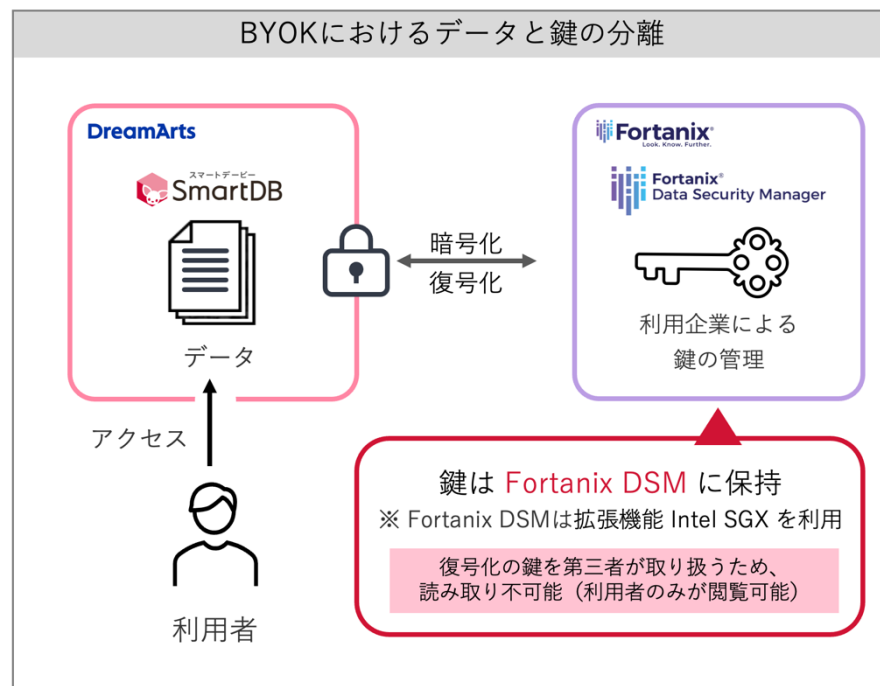 BYOKにおけるデータと鍵の分離
DreamArts
スマートデービー
SmartDB
データ
暗号化
復号化
Fortanix®
Look. Know. Further.
Fortanix®
Data Security Manager
利用企業による
鍵の管理
アクセス
利用者
鍵は Fortanix DSM に保持
※ Fortanix DSMは拡張機能 Intel SGX を利用
復号化の鍵を第三者が取り扱うため、
読み取り不可能（利用者のみが閲覧可能）